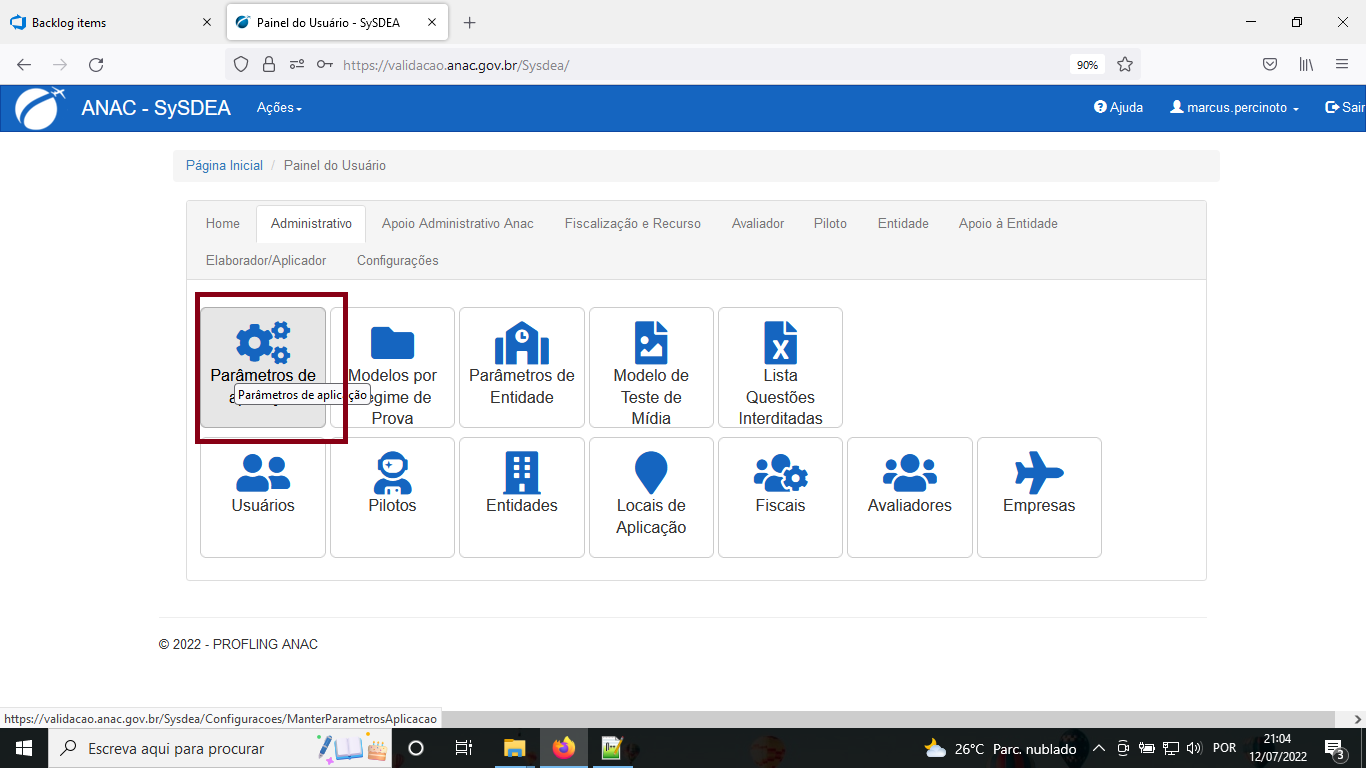 Backlog items
Painel do Usuário - SySDEA
https://validacao.anac.gov.br/Sysdea/
90%
ANAC - SySDEA
Ações
Ajuda
marcus.percinoto
Sair
Página Inicial / Painel do Usuário
Home
Administrativo
Apoio Administrativo Anac
Fiscalização e Recurso
Avaliador
Piloto
Entidade
Apoio à Entidade
Elaborador/Aplicador
Configurações
Parâmetros de
Parâmetros de aplicação
Modelos por
Regime de
Prova
Parâmetros de
Entidade
Modelo de
Teste de
Mídia
Lista
Questões
Interditadas
Usuários
Pilotos
Entidades
Locais de
Aplicação
Fiscais
Avaliadores
Empresas
© 2022 - PROFLING ANAC
https://validacao.anac.gov.br/Sysdea/Configuracoes/ManterParametrosAplicacao
Escreva aqui para procurar
26°C Parc. nublado
POR
21:04
12/07/2022
3